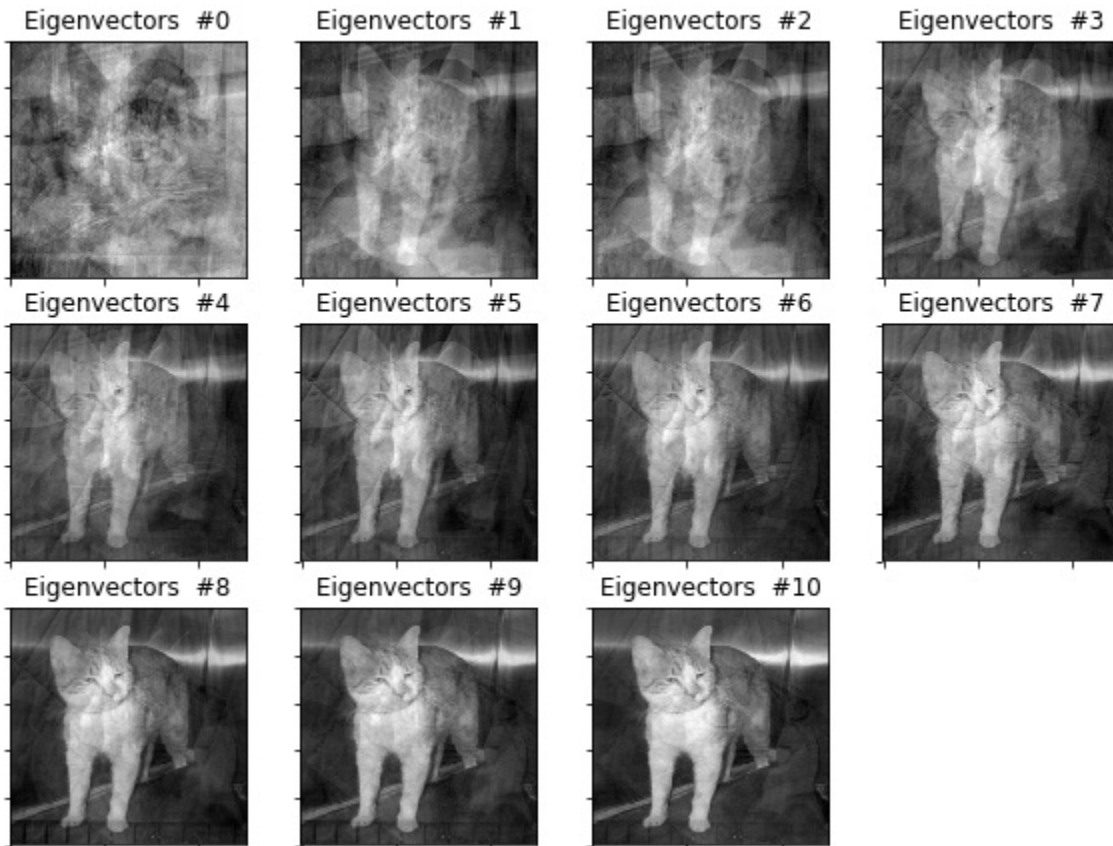 Eigenvectors #0
Eigenvectors #1
Eigenvectors #2
Eigenvectors #3
Eigenvectors #4
Eigenvectors #5
Eigenvectors #6
Eigenvectors #7
Eigenvectors #8
Eigenvectors #9
Eigenvectors #10